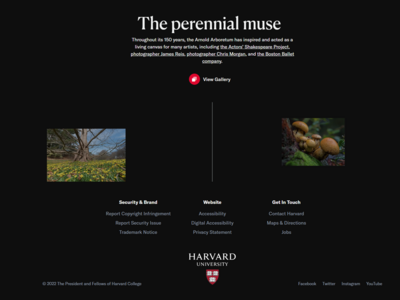 The perennial muse
Throughout its 150 years, the Arnold Arboretum has inspired and acted as a
living canvas for many artists, including the Actors' Shakespeare Project,
photographer James Reis, photographer Chris Morgan, and the Boston Ballet
company.
View Gallery
Security & Brand
Report Copyright Infringement
Report Security Issue
Trademark Notice
Website
Accessibility
Digital Accessibility
Privacy Statement
Get In Touch
Contact Harvard
Maps & Directions
Jobs
HARVARD
UNIVERSITY
© 2022 The President and Fellows of Harvard College
Facebook
Twitter
Instagram
YouTube